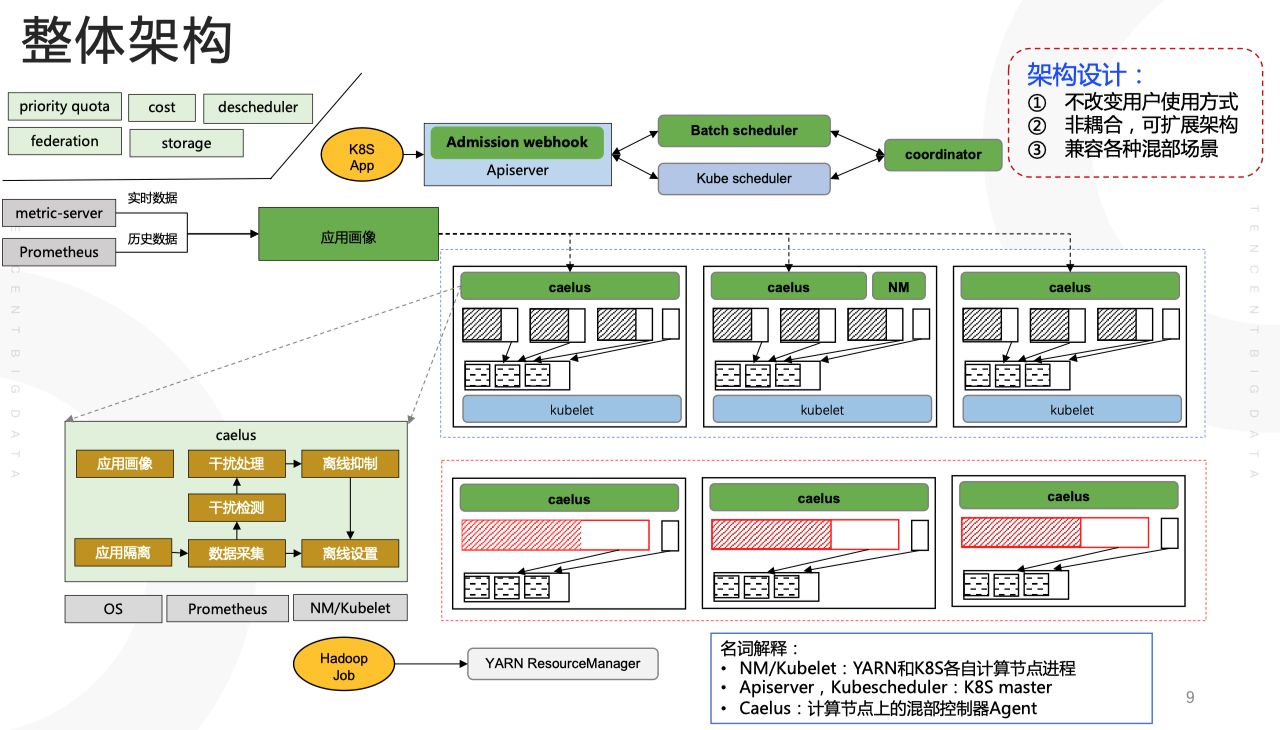 整体架构
架构设计：
① 不改变用户使用方式
② 非耦合，可扩展架构
③ 兼容各种混部场景
priority quota
cost
descheduler
federation
storage
K8S
App
Admission webhook
Apiserver
Batch scheduler
Kube scheduler
coordinator
metric-server
实时数据
Prometheus
历史数据
应用画像
caelus
caelus
NM
caelus
kubelet
kubelet
kubelet
caelus
应用画像
干扰处理
离线抑制
干扰检测
应用隔离
数据采集
离线设置
OS
Prometheus
NM/Kubelet
caelus
caelus
caelus
Hadoop
Job
YARN ResourceManager
名词解释：
• NM/Kubelet：YARN和K8S各自计算节点进程
• Apiserver，Kubescheduler：K8S master
• Caelus：计算节点上的混部控制器Agent
9
E CENT BIG DATA
TENCENT BIG DATA